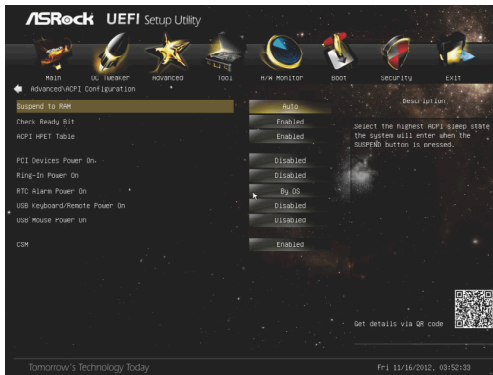 ASRock UEFI Setup Utility
Main OC Tweaker Advanced Tool H/W Monitor Boot Security Exit
Advanced\ACPI Configuration
Description
Suspend to RAM Auto
Check Ready Bit Enabled
ACPI HPET Table Enabled
Select the highest ACPI sleep state
the system will enter when the
SUSPEND button is pressed.
PCI Devices Power On Disabled
Ring-In Power On Disabled
RTC Alarm Power On By OS
USB Keyboard/Remote Power On Disabled
USB Mouse Power On Disabled
CSM Enabled
Get details via QR code
Tomorrow's Technology Today
Fri 11/16/2012, 03:52:33